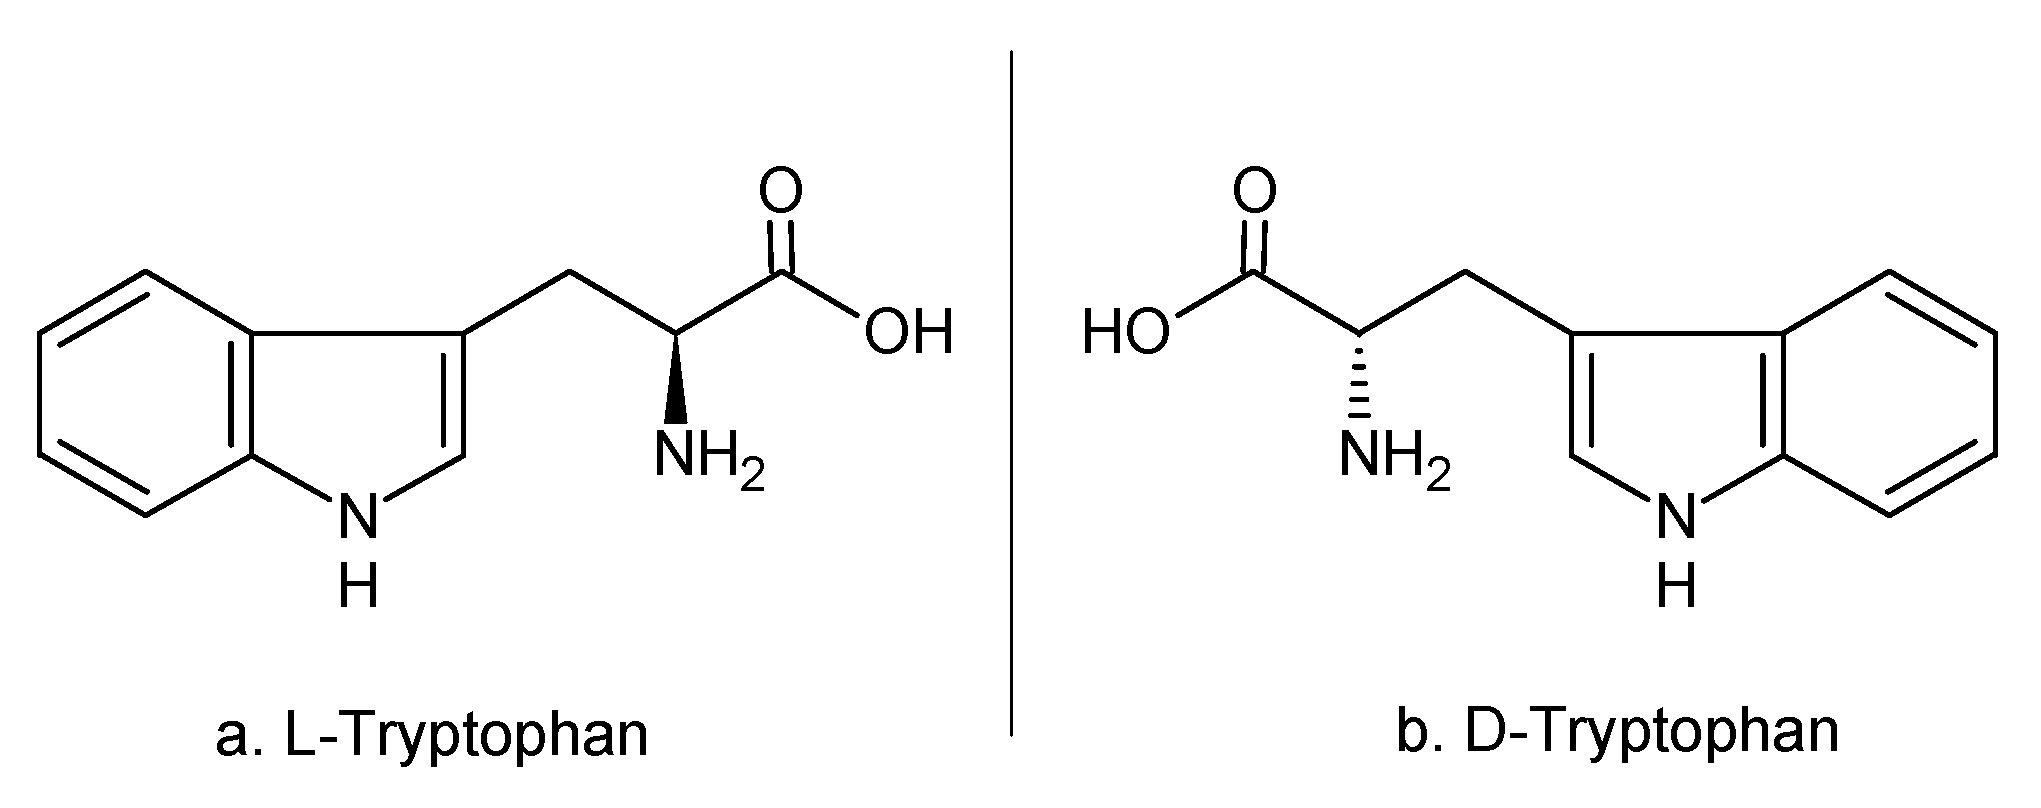 O
OH
NH2
N
H
a. L-Tryptophan
O
HO
NH2
N
H
b. D-Tryptophan